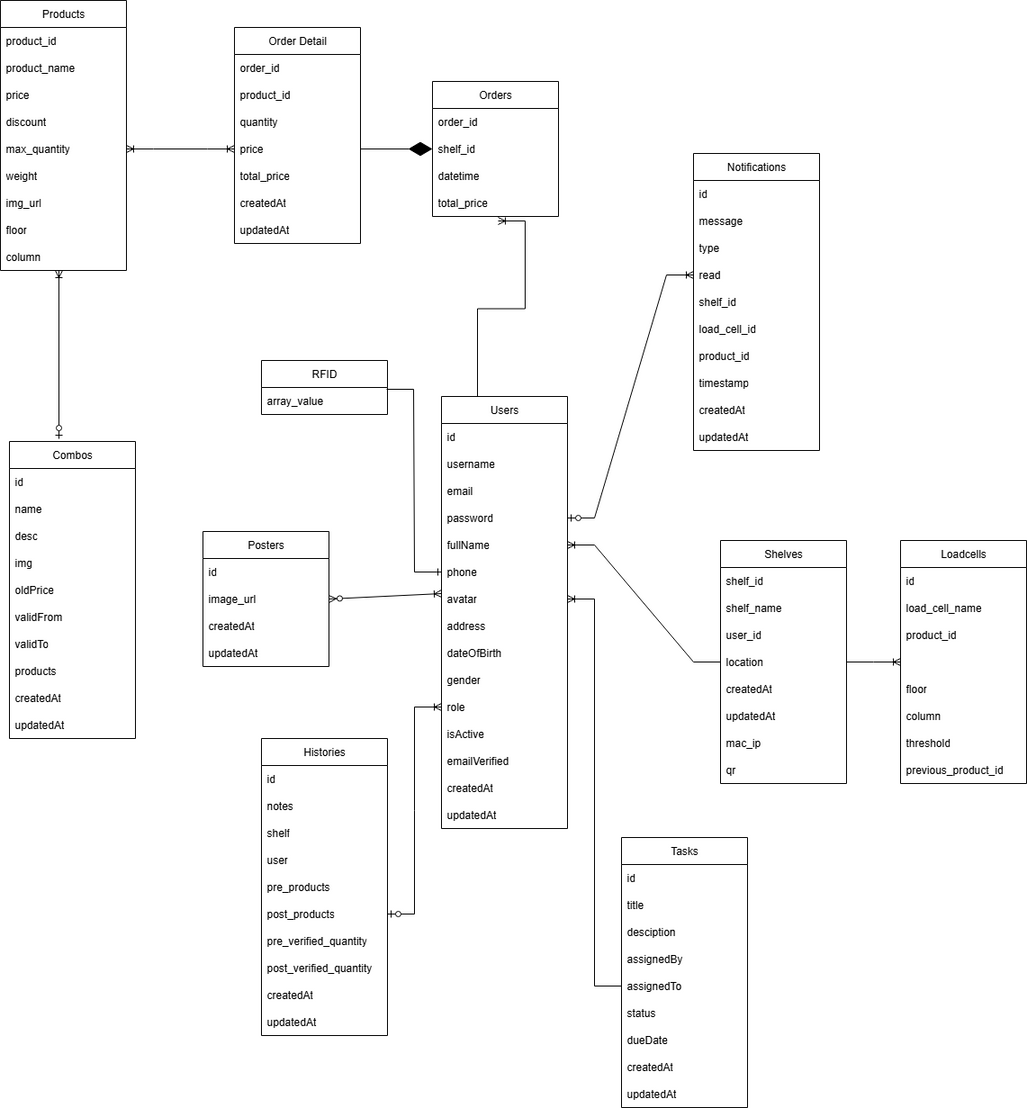 Products
product_id
product_name
price
discount
max_quantity
weight
img_url
floor
column
Order Detail
order_id
product_id
quantity
price
total_price
createdAt
updatedAt
Orders
order_id
shelf_id
datetime
total_price
Notifications
id
message
type
read
shelf_id
load_cell_id
product_id
timestamp
createdAt
updatedAt
RFID
array_value
Users
id
username
email
password
fullName
phone
avatar
address
dateOfBirth
gender
role
isActive
emailVerified
createdAt
updatedAt
Combos
id
name
desc
img
oldPrice
validFrom
validTo
products
createdAt
updatedAt
Posters
id
image_url
createdAt
updatedAt
Shelves
shelf_id
shelf_name
user_id
location
createdAt
updatedAt
mac_ip
qr
Loadcells
id
load_cell_name
product_id
floor
column
threshold
previous_product_id
Histories
id
notes
shelf
user
pre_products
post_products
pre_verified_quantity
post_verified_quantity
createdAt
updatedAt
Tasks
id
title
desciption
assignedBy
assignedTo
status
dueDate
createdAt
updatedAt